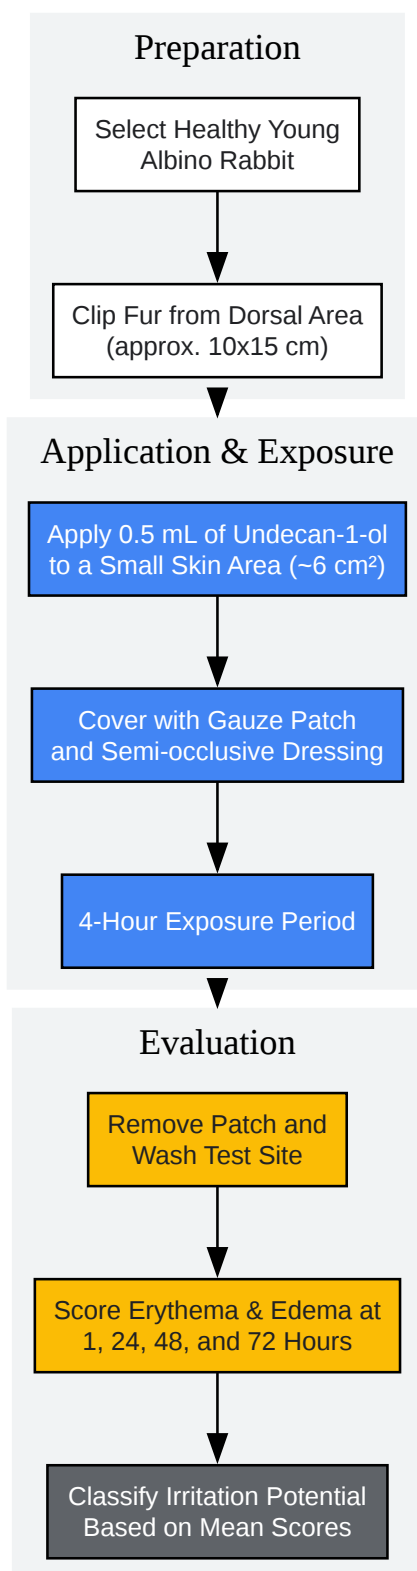 Preparation
Select Healthy Young
Albino Rabbit
Clip Fur from Dorsal Area
(approx. 10x15 cm)
Application & Exposure
Apply 0.5 mL of Undecan-1-ol
to a Small Skin Area (~6 cm²)
Cover with Gauze Patch
and Semi-occlusive Dressing
4-Hour Exposure Period
Evaluation
Remove Patch and
Wash Test Site
Score Erythema & Edema at
1, 24, 48, and 72 Hours
Classify Irritation Potential
Based on Mean Scores